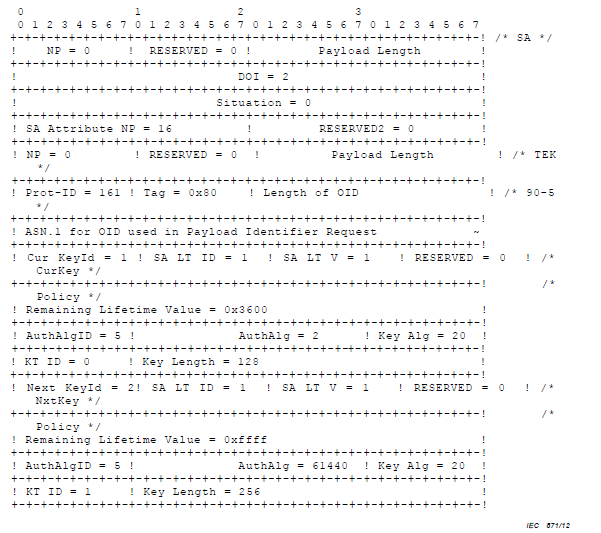 0 1 2 3
0 1 2 3 4 5 6 7 0 1 2 3 4 5 6 7 0 1 2 3 4 5 6 7 0 1 2 3 4 5 6 7
+-+-+-+-+-+-+-+-+-+-+-+-+-+-+-+-+-+-+-+-+-+-+-+-+-+-+-+-+-+-+-+-! /* SA */
! NP = 0 ! RESERVED = 0 ! Payload Length !
+-+-+-+-+-+-+-+-+-+-+-+-+-+-+-+-+-+-+-+-+-+-+-+-+-+-+-+-+-+-+-+-!
! DOI = 2 !
+-+-+-+-+-+-+-+-+-+-+-+-+-+-+-+-+-+-+-+-+-+-+-+-+-+-+-+-+-+-+-+-!
! Situation = 0 !
+-+-+-+-+-+-+-+-+-+-+-+-+-+-+-+-+-+-+-+-+-+-+-+-+-+-+-+-+-+-+-+-!
! SA Attribute NP = 16 ! RESERVED2 = 0 !
+-+-+-+-+-+-+-+-+-+-+-+-+-+-+-+-+-+-+-+-+-+-+-+-+-+-+-+-+-+-+-+-!
! NP = 0 ! RESERVED = 0 ! Payload Length ! /* TEK
*/
+-+-+-+-+-+-+-+-+-+-+-+-+-+-+-+-+-+-+-+-+-+-+-+-+-+-+-+-+-+-+-+-!
! Prot-ID = 161 ! Tag = 0x80 ! Length of OID ! /* 90-5
*/
+-+-+-+-+-+-+-+-+-+-+-+-+-+-+-+-+-+-+-+-+-+-+-+-+-+-+-+-+-+-+-+-!
! ASN.1 for OID used in Payload Identifier Request ~
+-+-+-+-+-+-+-+-+-+-+-+-+-+-+-+-+-+-+-+-+-+-+-+-+-+-+-+-+-+-+-+-!
! Cur KeyId = 1 ! SA LT ID = 1 ! SA LT V = 1 ! RESERVED = 0 ! /*
CurKey */
+-+-+-+-+-+-+-+-+-+-+-+-+-+-+-+-+-+-+-+-+-+-+-+-+-+-+-+-+-+-+-+-! /*
Policy */
! Remaining Lifetime Value = 0x3600 !
+-+-+-+-+-+-+-+-+-+-+-+-+-+-+-+-+-+-+-+-+-+-+-+-+-+-+-+-+-+-+-+-!
! AuthAlgID = 5 ! AuthAlg = 2 ! Key Alg = 20 !
+-+-+-+-+-+-+-+-+-+-+-+-+-+-+-+-+-+-+-+-+-+-+-+-+-+-+-+-+-+-+-+-!
! KT ID = 0 ! Key Length = 128 !
+-+-+-+-+-+-+-+-+-+-+-+-+-+-+-+-+-+-+-+-+-+-+-+-+-+-+-+-+-+-+-+-!
! Next KeyId = 2! SA LT ID = 1 ! SA LT V = 1 ! RESERVED = 0 ! /*
NxtKey */
+-+-+-+-+-+-+-+-+-+-+-+-+-+-+-+-+-+-+-+-+-+-+-+-+-+-+-+-+-+-+-+-! /*
Policy */
! Remaining Lifetime Value = 0xffff !
+-+-+-+-+-+-+-+-+-+-+-+-+-+-+-+-+-+-+-+-+-+-+-+-+-+-+-+-+-+-+-+-!
! AuthAlgID = 5 ! AuthAlg = 61440 ! Key Alg = 20 !
+-+-+-+-+-+-+-+-+-+-+-+-+-+-+-+-+-+-+-+-+-+-+-+-+-+-+-+-+-+-+-+-!
! KT ID = 1 ! Key Length = 256 !
+-+-+-+-+-+-+-+-+-+-+-+-+-+-+-+-+-+-+-+-+-+-+-+-+-+-+-+-+-+-+-+-!
IEC 871/12